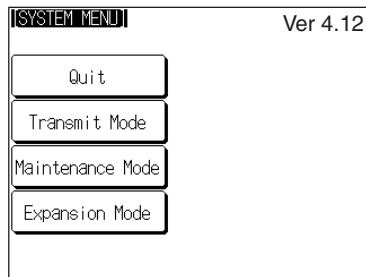 [SYSTEM MENU]
Ver 4.12
Quit
Transmit Mode
Maintenance Mode
Expansion Mode